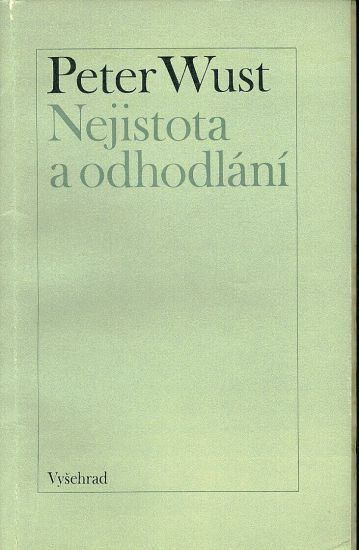 Peter Wust
Nejistota
a odhodlání
Vyšehrad